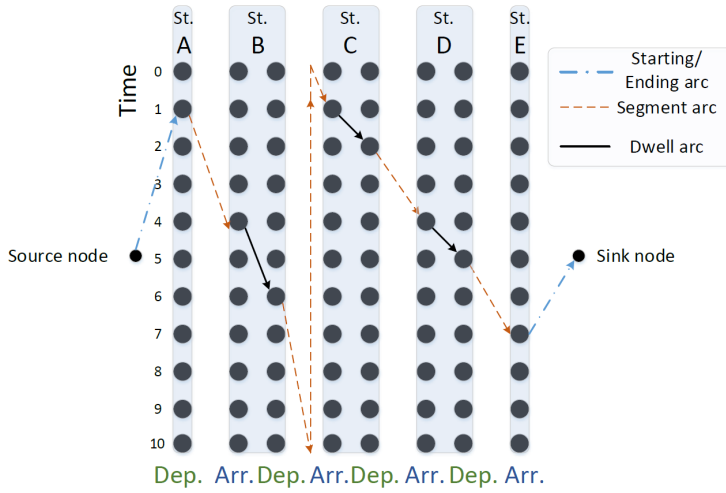 St. St. St. St. St.
A B C D E
Time
0
1
2
3
4
5
6
7
8
9
10
Source node
Sink node
Starting/
Ending arc
Segment arc
Dwell arc
Dep. Arr. Dep. Arr. Dep. Arr. Dep. Arr.